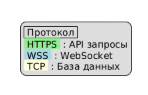 Протокол
HTTPS : API запросы
WSS : WebSocket
TCP : База данных